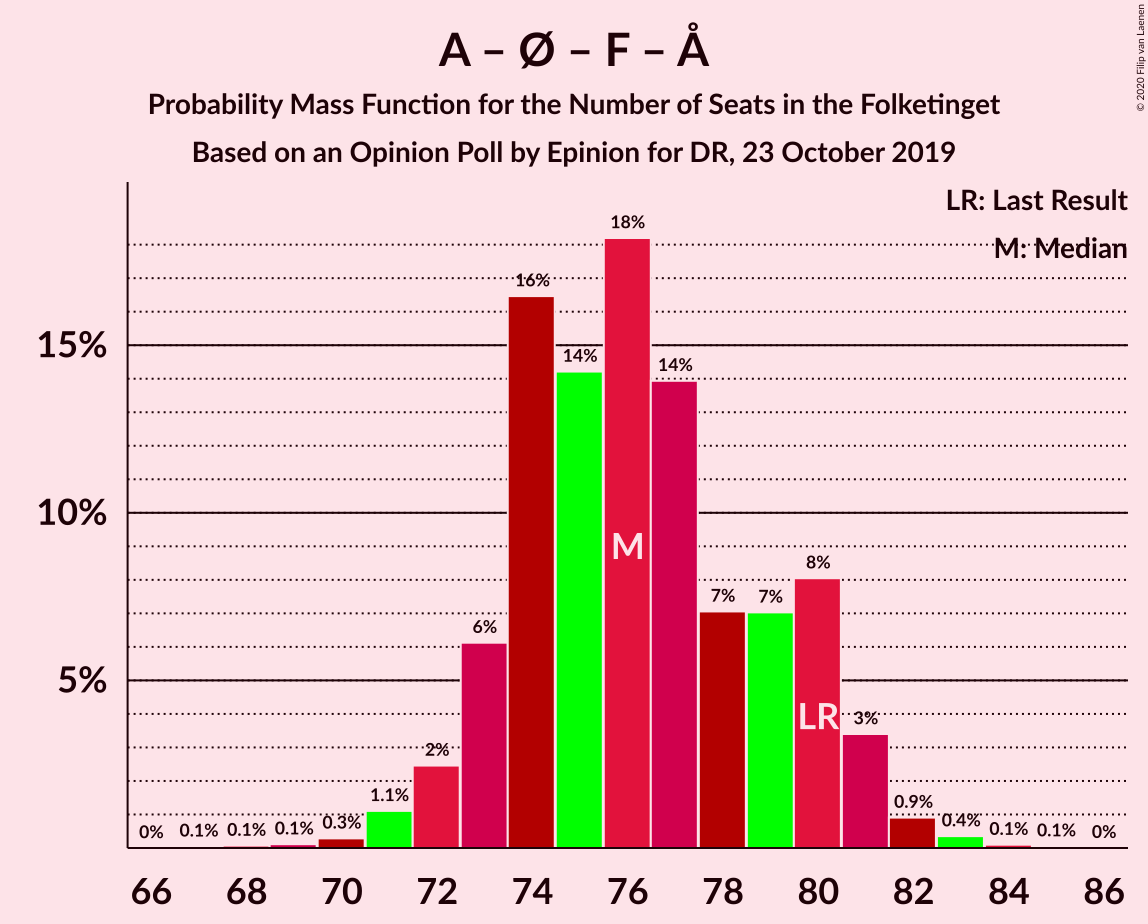 A – Ø – F – Å
Probability Mass Function for the Number of Seats in the Folketinget
Based on an Opinion Poll by Epinion for DR, 23 October 2019
© 2020 Filip van Laenen
LR: Last Result
M: Median
15%
10%
5%
0%
0.1%
0.1%
0.1%
0.3%
1.1%
2%
6%
16%
14%
18%
14%
7%
7%
8%
3%
0.9%
0.4%
0.1%
0.1%
0%
M
LR
66 68 70 72 74 76 78 80 82 84 86